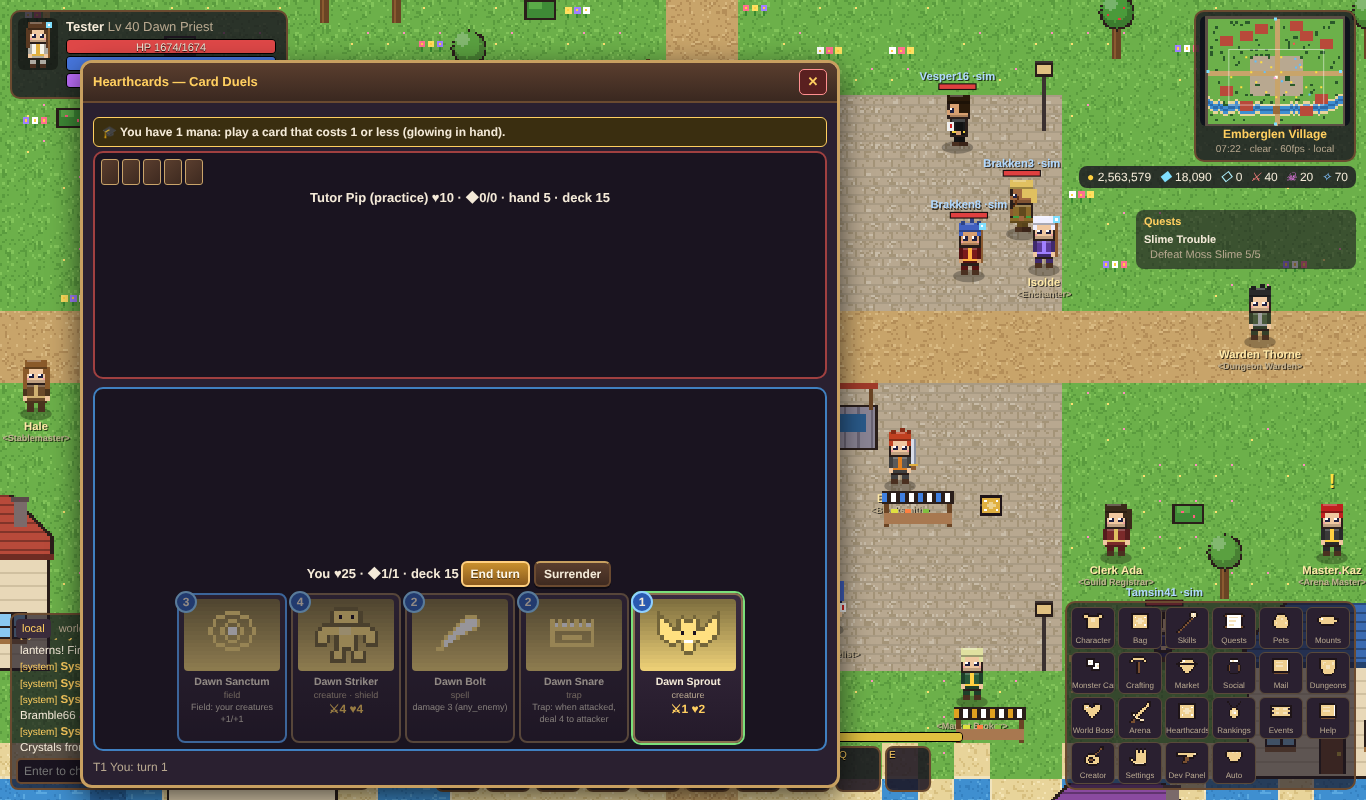 Tester Lv 40 Dawn Priest
HP 1674/1674
Hearthcards — Card Duels
✕
You have 1 mana: play a card that costs 1 or less (glowing in hand).
Tutor Pip (practice) ♥10 · ◆0/0 · hand 5 · deck 15
You ♥25 · ◆1/1 · deck 15
End turn
Surrender
3
Dawn Sanctum
field
Field: your creatures
+1/+1
4
Dawn Striker
creature · shield
⚔4 ♥4
2
Dawn Bolt
spell
damage 3 (any_enemy)
2
Dawn Snare
trap
Trap: when attacked,
deal 4 to attacker
1
Dawn Sprout
creature
⚔1 ♥2
T1 You: turn 1
Vesper16 ·sim
Brakken3 ·sim
Brakken8 ·sim
Isolde
<Enchanter>
Emberglen Village
07:22 · clear · 60fps · local
2,563,579 18,090 0 40 20 70
Quests
Slime Trouble
Defeat Moss Slime 5/5
Warden Thorne
<Dungeon Warden>
Hale
<Stablemaster>
!
Clerk Ada
<Guild Registrar>
Master Kaz
<Arena Master>
Tamsin41 ·sim
local
lanterns!
[system]
[system]
[system]
Bramble66
[system]
Crystals
Enter to
Q
E
Character
Bag
Skills
Quests
Pets
Mounts
Monster Ca
Crafting
Market
Social
Mail
Dungeons
World Boss
Arena
Hearthcards
Rankings
Events
Help
Creator
Settings
Dev Panel
Auto